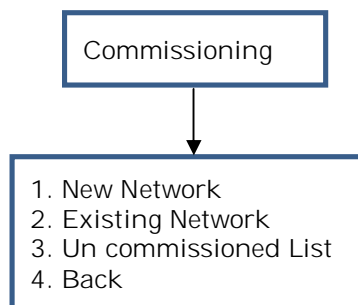 Commissioning
1. New Network
2. Existing Network
3. Un commissioned List
4. Back